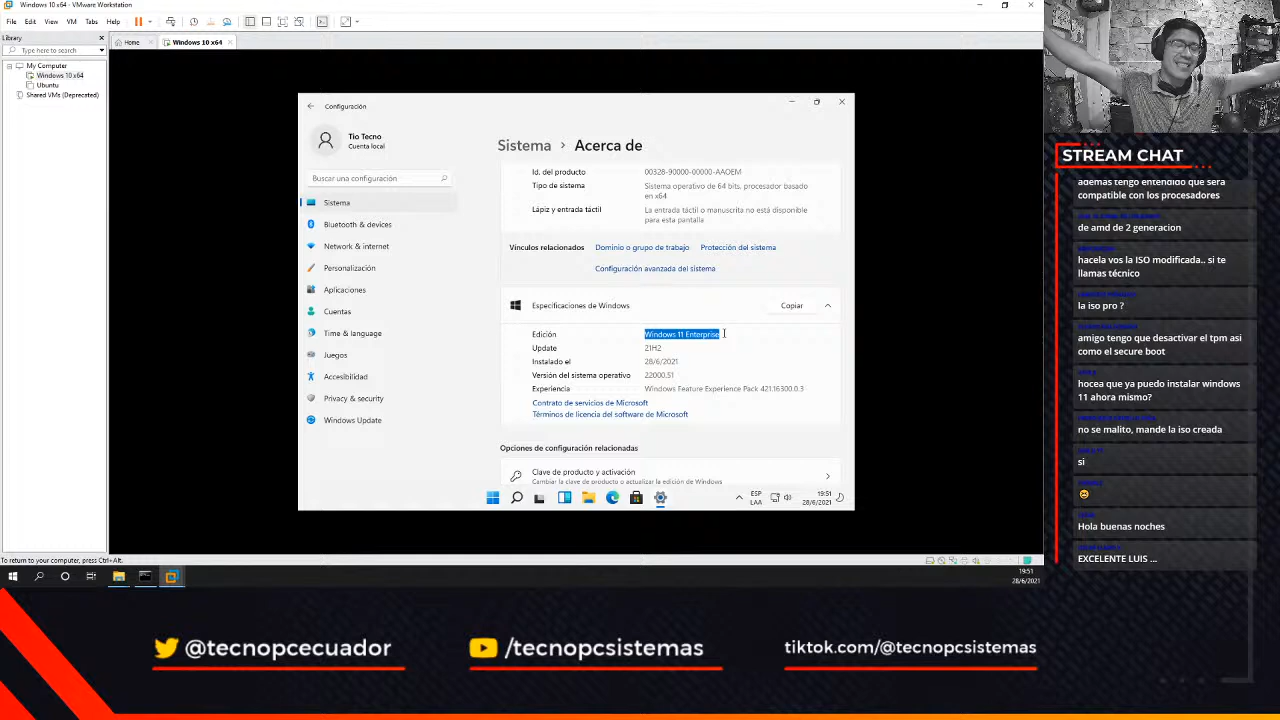 Windows 10 x64 - VMware Workstation
File Edit View VM Tabs Help
Library
Type here to search
My Computer
Windows 10 x64
Ubuntu
Shared VMs (Deprecated)
Home
Windows 10 x64
Configuración
Tio Tecno
Cuenta local
Buscar una configuración
Sistema
Bluetooth & devices
Network & internet
Personalización
Aplicaciones
Cuentas
Time & language
Juegos
Accesibilidad
Privacy & security
Windows Update
Sistema > Acerca de
Id. del producto 00328-90000-00000-AAOEM
Tipo de sistema Sistema operativo de 64 bits, procesador basado
en x64
Lápiz y entrada táctil La entrada táctil o manuscrita no está disponible
para esta pantalla
Vínculos relacionados Dominio o grupo de trabajo Protección del sistema
Configuración avanzada del sistema
Especificaciones de Windows Copiar
Edición Windows 11 Enterprise
Update 21H2
Instalado el 28/6/2021
Versión del sistema operativo 22000.51
Experiencia Windows Feature Experience Pack 421.16300.0.3
Contrato de servicios de Microsoft
Términos de licencia del software de Microsoft
Opciones de configuración relacionadas
Clave de producto y activación
Cambiar la clave de producto o actualizar la edición de Windows
ESP
LAA
19:51
28/6/2021
To return to your computer, press Ctrl+Alt.
19:51
28/6/2021
STREAM CHAT
además tengo entendido que sera
compatible con los procesadores
de amd de 2 generacion
hacela vos la ISO modificada.. si te
llamas técnico
la iso pro ?
amigo tengo que desactivar el tpm asi
como el secure boot
hocea que ya puedo instalar windows
11 ahora mismo?
no se malito, mande la iso creada
si
Hola buenas noches
EXCELENTE LUIS ...
@tecnopcecuador
/tecnopcsistemas
tiktok.com/@tecnopcsistemas